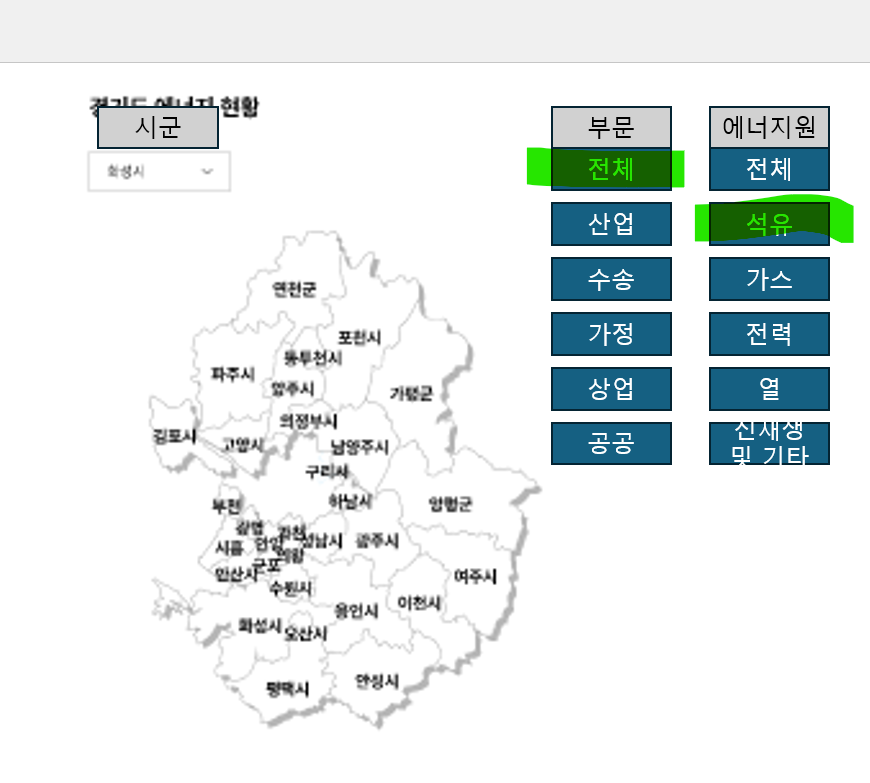 경기도 에너지 현황
시군
부문
에너지원
화성시
전체
전체
산업
석유
수송
가스
가정
전력
상업
열
공공
신재생
및 기타
연천군
포천시
동두천시
파주시
양주시
가평군
의정부시
김포시
고양시
남양주시
구리시
하남시
양평군
부천
광명
과천
시흥
안양
성남시
광주시
의왕
군포
안산시
여주시
수원시
이천시
용인시
화성시
오산시
평택시
안성시